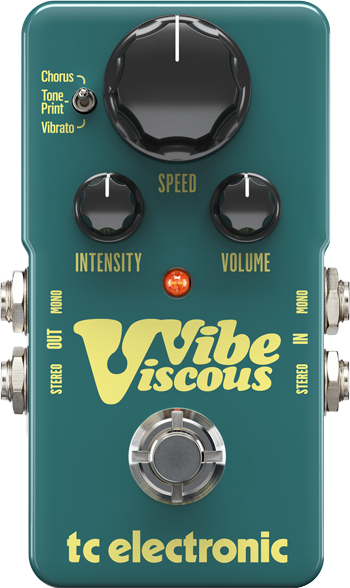 Chorus
Tone
Print
Vibrato
SPEED
INTENSITY
VOLUME
MONO
OUT
STEREO
MONO
IN
STEREO
Vibe
Viscous
tc electronic